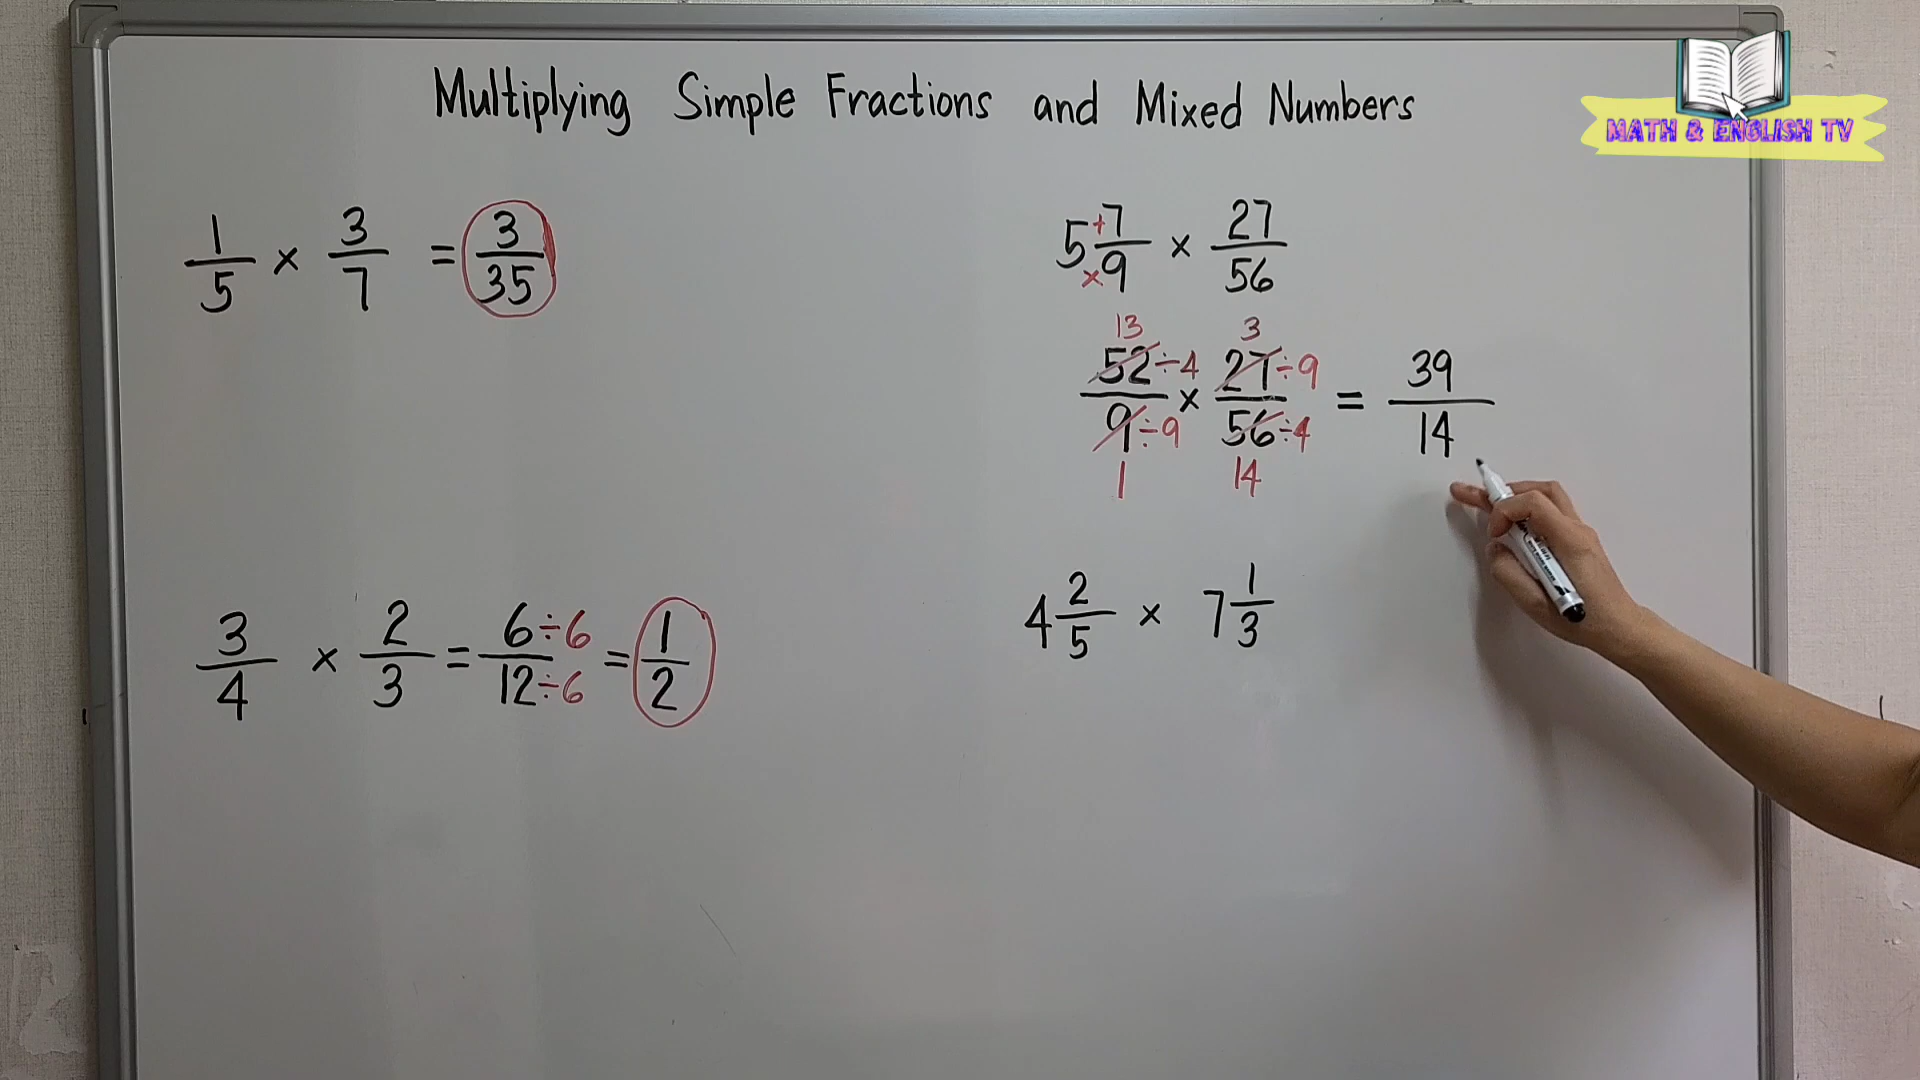 Multiplying Simple Fractions and Mixed Numbers
MATH & ENGLISH TV
1/5 × 3/7 = 3/35
5 + 7/9 × 27/56
×
13 3
52÷4/9÷9 × 27÷9/56÷4 = 39/14
1 14
3/4 × 2/3 = 6÷6/12÷6 = 1/2
4 2/5 × 7 1/3